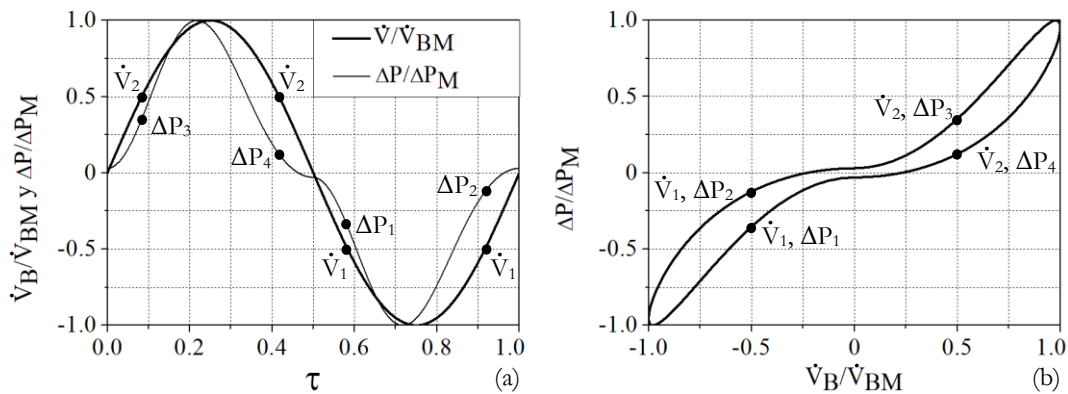 V̇/V̇BM
ΔP/ΔPM
V̇2
V̇2
ΔP3
ΔP4
ΔP2
ΔP1
V̇1
V̇1
1.0
0.5
0
-0.5
-1.0
0.0 0.2 0.4 0.6 0.8 1.0
V̇B/V̇BM y ΔP/ΔPM
τ
(a)
V̇2, ΔP3
V̇2, ΔP4
V̇1, ΔP2
V̇1, ΔP1
1.0
0.5
0
-0.5
-1.0
-1.0 -0.5 0 0.5 1.0
ΔP/ΔPM
V̇B/V̇BM
(b)